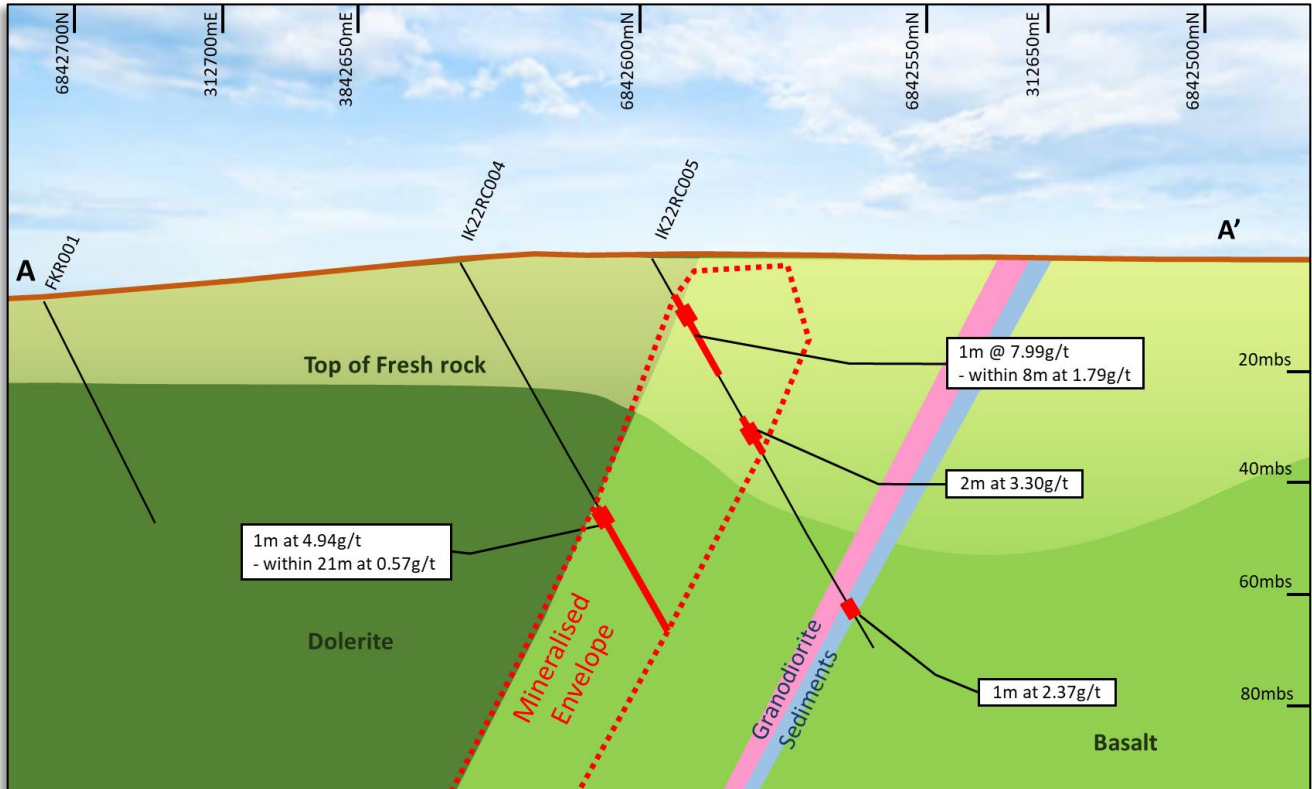 6842700N
312700mE
3842650mE
6842600mN
6842550mN
312650mE
6842500mN
A
FKR001
IK22RC004
IK22RC005
A’
Top of Fresh rock
1m @ 7.99g/t
- within 8m at 1.79g/t
20mbs
2m at 3.30g/t
40mbs
1m at 4.94g/t
- within 21m at 0.57g/t
60mbs
Dolerite
Mineralised
Envelope
Granodiorite
Sediments
1m at 2.37g/t
80mbs
Basalt